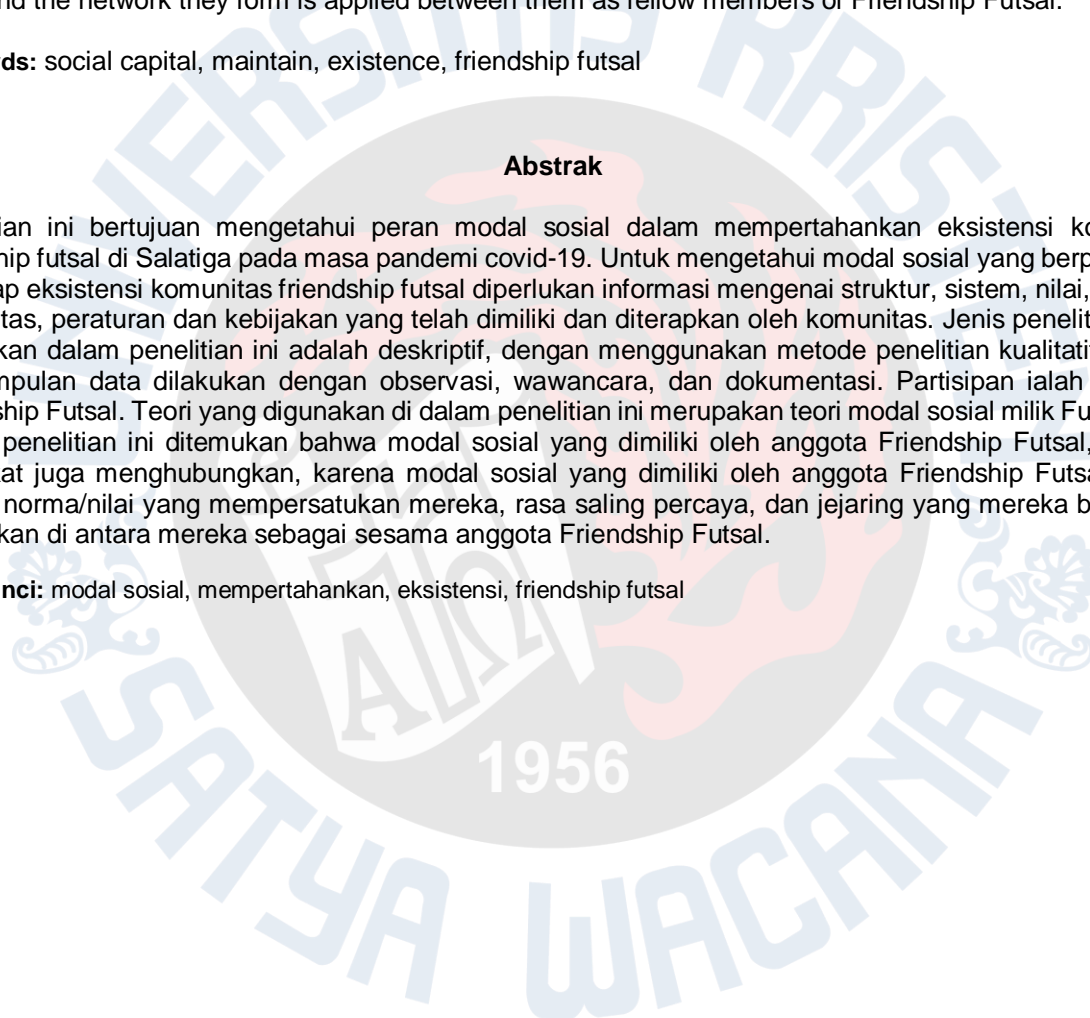 nd the network they form is applied between them as fellow members of Friendship Futsal.
ds: social capital, maintain, existence, friendship futsal
Abstrak
ian ini bertujuan mengetahui peran modal sosial dalam mempertahankan eksistensi ko
hip futsal di Salatiga pada masa pandemi covid-19. Untuk mengetahui modal sosial yang berp
ap eksistensi komunitas friendship futsal diperlukan informasi mengenai struktur, sistem, nilai,
tas, peraturan dan kebijakan yang telah dimiliki dan diterapkan oleh komunitas. Jenis penelit
kan dalam penelitian ini adalah deskriptif, dengan menggunakan metode penelitian kualitatif
mpulan data dilakukan dengan observasi, wawancara, dan dokumentasi. Partisipan ialah
ship Futsal. Teori yang digunakan di dalam penelitian ini merupakan teori modal sosial milik Fu
penelitian ini ditemukan bahwa modal sosial yang dimiliki oleh anggota Friendship Futsal,
at juga menghubungkan, karena modal sosial yang dimiliki oleh anggota Friendship Futsa
norma/nilai yang mempersatukan mereka, rasa saling percaya, dan jejaring yang mereka b
kan di antara mereka sebagai sesama anggota Friendship Futsal.
nci: modal sosial, mempertahankan, eksistensi, friendship futsal
UNIVERSITAS KRISTEN
ΑΩ
1956
SATYA WACANA